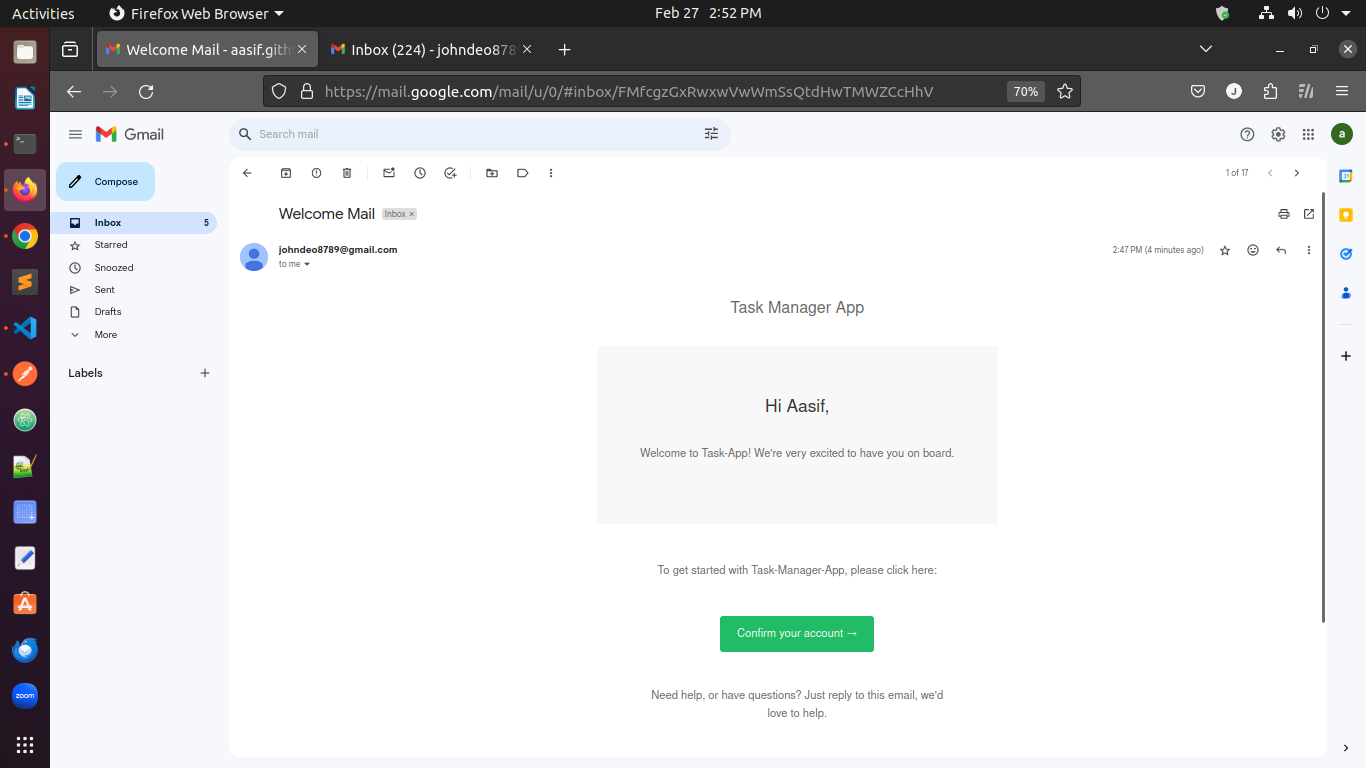 Activities
Firefox Web Browser
Feb 27 2:52 PM
Welcome Mail - aasif.gith
Inbox (224) - johndeo878
https://mail.google.com/mail/u/0/#inbox/FMfcgzGxRwxwVwWmSsQtdHwTMWZCcHhV
70%
J
Gmail
Search mail
a
Compose
1 of 17
31
Inbox 5
Starred
Snoozed
Sent
Drafts
More
Labels
Welcome Mail
Inbox ×
johndeo8789@gmail.com
2:47 PM (4 minutes ago)
to me
Task Manager App
Hi Aasif,
Welcome to Task-App! We're very excited to have you on board.
To get started with Task-Manager-App, please click here:
Confirm your account →
Need help, or have questions? Just reply to this email, we'd
love to help.
zoom